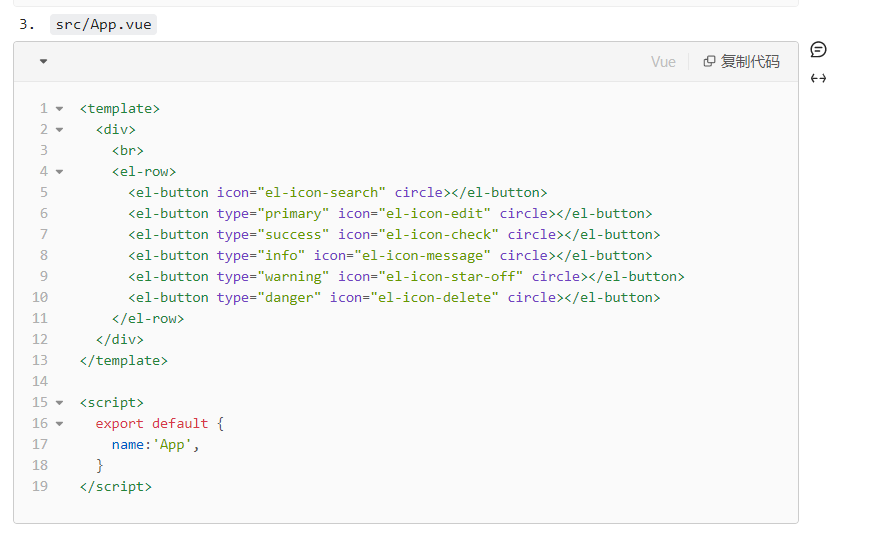 3. src/App.vue
Vue 复制代码
1 <template>
2 <div>
3 <br>
4 <el-row>
5 <el-button icon="el-icon-search" circle></el-button>
6 <el-button type="primary" icon="el-icon-edit" circle></el-button>
7 <el-button type="success" icon="el-icon-check" circle></el-button>
8 <el-button type="info" icon="el-icon-message" circle></el-button>
9 <el-button type="warning" icon="el-icon-star-off" circle></el-button>
10 <el-button type="danger" icon="el-icon-delete" circle></el-button>
11 </el-row>
12 </div>
13 </template>
14
15 <script>
16 export default {
17 name:'App',
18 }
19 </script>